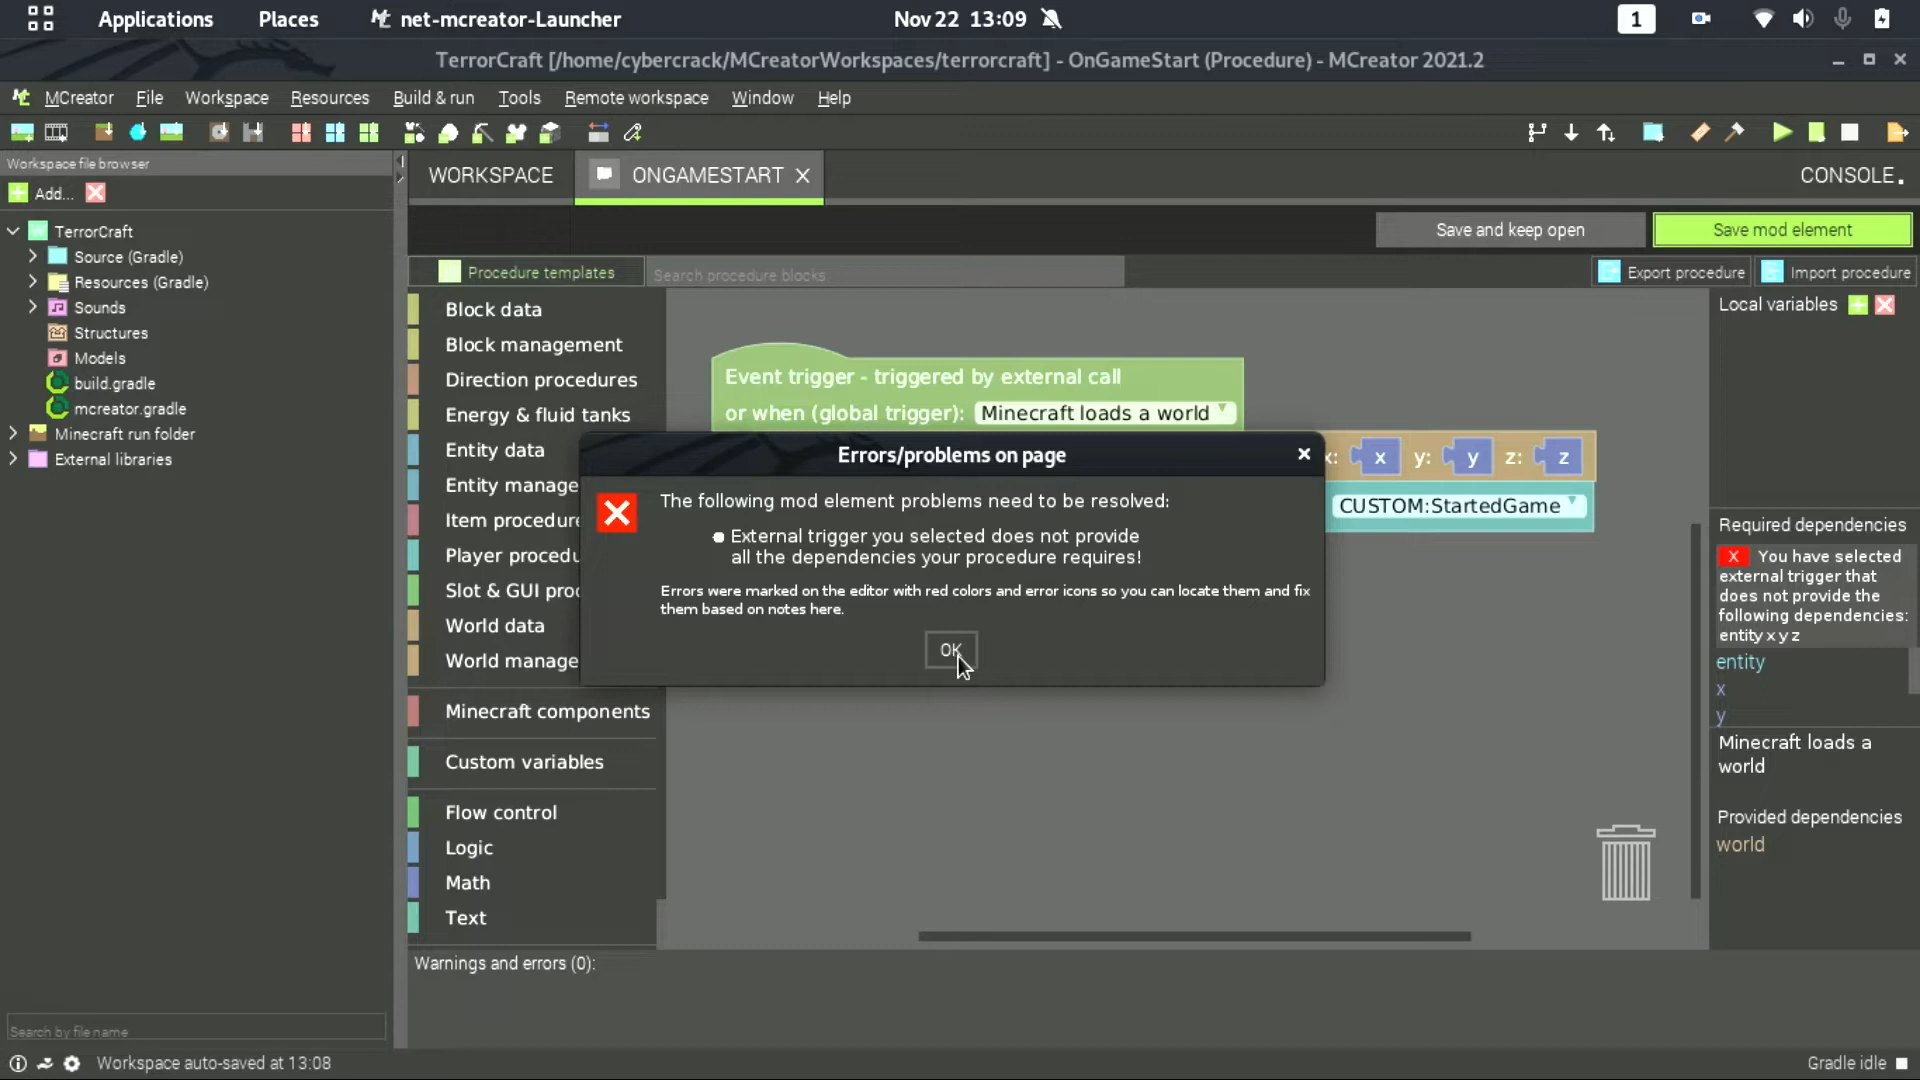 Applications Places net-mcreator-Launcher Nov 22 13:09 1
TerrorCraft [/home/cybercrack/MCreatorWorkspaces/terrorcraft] - OnGameStart (Procedure) - MCreator 2021.2
MCreator File Workspace Resources Build & run Tools Remote workspace Window Help
Workspace file browser
Add...
TerrorCraft
Source (Gradle)
Resources (Gradle)
Sounds
Structures
Models
build.gradle
mcreator.gradle
Minecraft run folder
External libraries
Search by file name
WORKSPACE ONGAMESTART CONSOLE
Save and keep open Save mod element
Procedure templates Search procedure blocks Export procedure Import procedure
Block data
Block management
Direction procedures
Energy & fluid tanks
Entity data
Entity manage
Item procedure
Player procedu
Slot & GUI pro
World data
World manage
Minecraft components
Custom variables
Flow control
Logic
Math
Text
Event trigger - triggered by external call
or when (global trigger): Minecraft loads a world
x: x y: y z: z
CUSTOM:StartedGame
Errors/problems on page
The following mod element problems need to be resolved:
External trigger you selected does not provide
all the dependencies your procedure requires!
Errors were marked on the editor with red colors and error icons so you can locate them and fix
them based on notes here.
OK
Local variables
Required dependencies
X You have selected
external trigger that
does not provide the
following dependencies:
entity x y z
entity
x
y
Minecraft loads a
world
Provided dependencies
world
Warnings and errors (0):
Workspace auto-saved at 13:08 Gradle idle